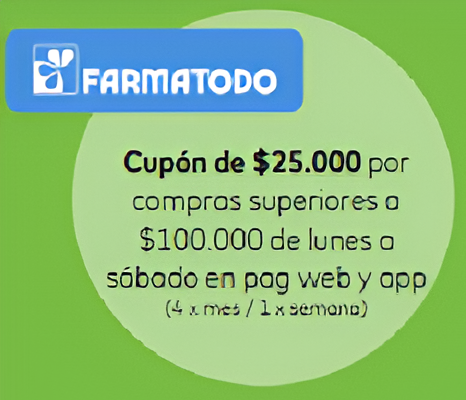 FARMATODO
Cupón de $25.000 por
compras superiores a
$100.000 de lunes a
sábado en pag web y app
(4 x mes / 1 x semana)